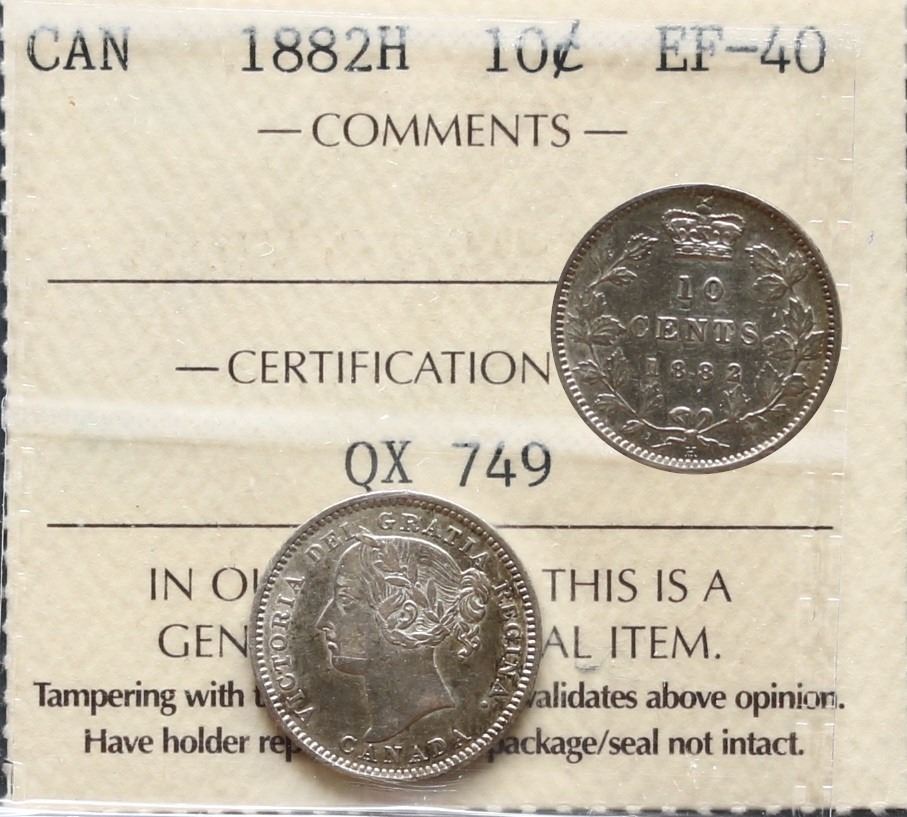 CAN 1882H 10¢ EF-40
— COMMENTS —
10
CENTS
1882
H
— CERTIFICATION
QX 749
IN OU THIS IS A
GEN AL ITEM.
Tampering with t validates above opinion.
Have holder rep package/seal not intact.
VICTORIA DEI GRATIA REGINA.
CANADA